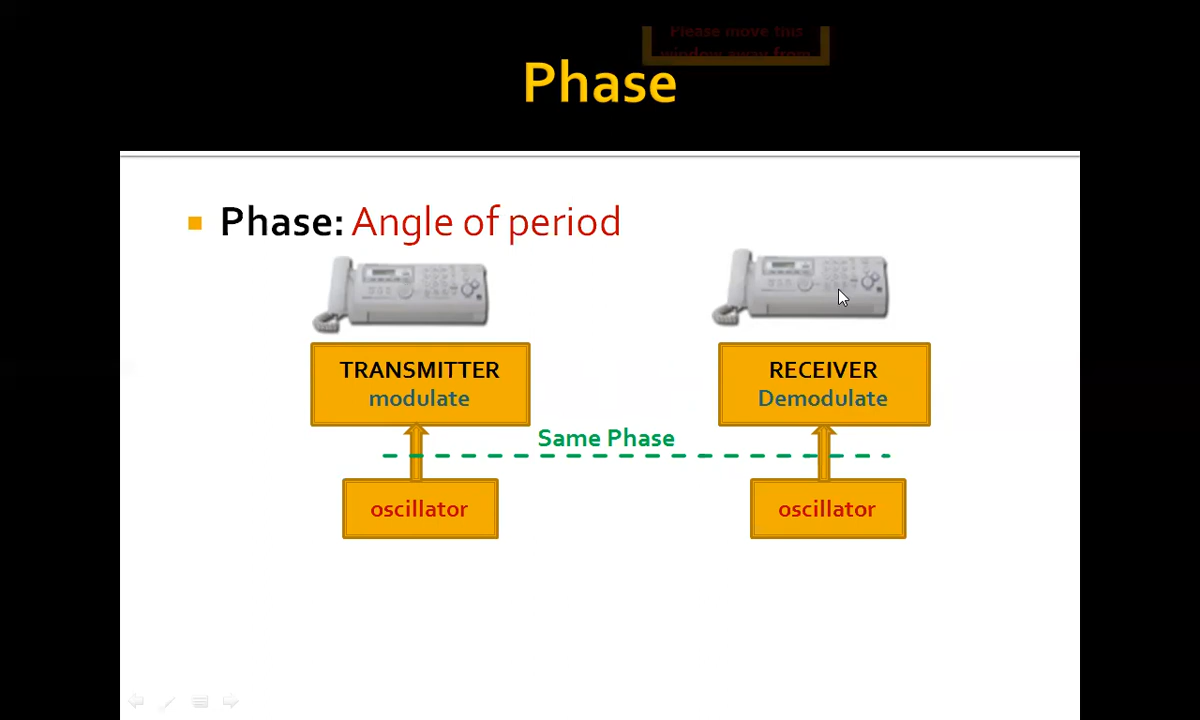 Please move this
window away from
Phase
Phase: Angle of period
TRANSMITTER
modulate
RECEIVER
Demodulate
Same Phase
oscillator
oscillator